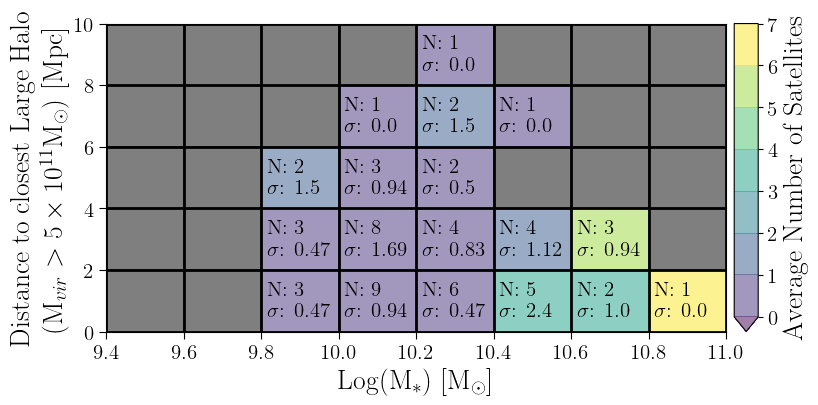 Distance to closest Large Halo
(M_{vir} > 5 × 10^{11}M_⊙) [Mpc]
10
8
6
4
2
0
N: 1
σ: 0.0
N: 1 N: 2 N: 1
σ: 0.0 σ: 1.5 σ: 0.0
N: 2 N: 3 N: 2
σ: 1.5 σ: 0.94 σ: 0.5
N: 3 N: 8 N: 4 N: 4 N: 3
σ: 0.47 σ: 1.69 σ: 0.83 σ: 1.12 σ: 0.94
N: 3 N: 9 N: 6 N: 5 N: 2 N: 1
σ: 0.47 σ: 0.94 σ: 0.47 σ: 2.4 σ: 1.0 σ: 0.0
9.4 9.6 9.8 10.0 10.2 10.4 10.6 10.8 11.0
Log(M_*) [M_⊙]
7
6
5
4
3
2
1
0
Average Number of Satellites